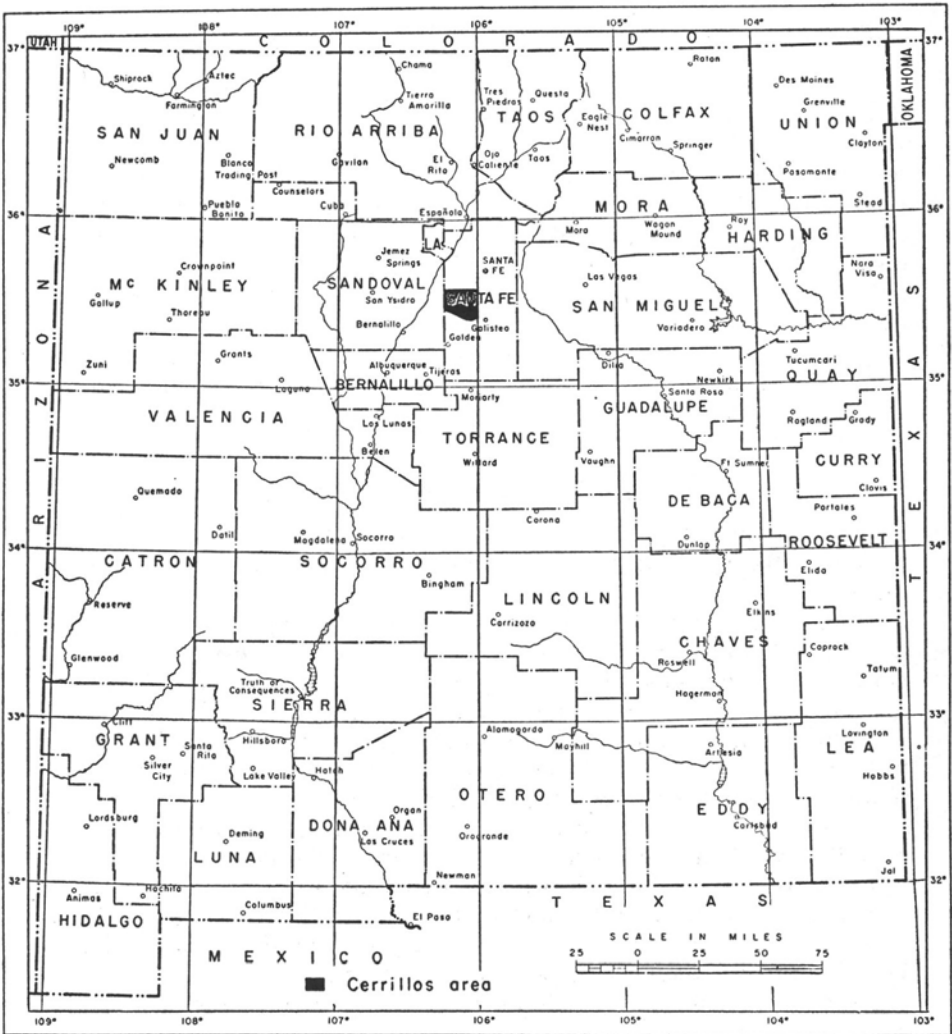 109° 108° 107° 106° 105° 104° 103°
37° UTAH COLORADO 37°
OKLAHOMA
Shiprock
Aztec
Farmington
SAN JUAN
Newcomb
Blanco
Trading Post
Pueblo
Bonito
Chama
Tierra
Amarilla
RIO ARRIBA
Gavilan
El
Rito
Counselors
Cuba
Española
Tres
Piedras
Questa
TAOS
Ojo
Caliente
Taos
Eagle
Nest
Raton
COLFAX
Cimarron
Springer
Des Moines
Grenville
UNION
Clayton
Pasamonte
Stead
36° 36°
MORA
Mora
Wagon
Mound
Roy
HARDING
Nara
Visa
LA
Jemez
Springs
SANDOVAL
San Ysidro
Bernalillo
SANTA
FE
SANTA FE
Galisteo
Golden
Las Vegas
SAN MIGUEL
Variadero
Crownpoint
Mc KINLEY
Gallup
Thoreau
Zuni
Grants
Laguna
Albuquerque
Tijeras
BERNALILLO
Moriarty
Dilia
Newkirk
Santa Rosa
GUADALUPE
Tucumcari
QUAY
35° 35°
Ragland
Grady
VALENCIA
Los Lunas
Belen
TORRANCE
Willard
Vaughn
Ft Sumner
CURRY
Clovis
Portales
DE BACA
Quemado
Datil
Magdalena
Socorro
Corona
Dunlap
ROOSEVELT
34° 34°
CATRON
SOCORRO
Bingham
Elida
Reserve
LINCOLN
Carrizozo
Elkins
CHAVES
Roswell
Caprock
Tatum
Glenwood
Truth or
Consequences
SIERRA
Hagerman
33° 33°
Cliff
GRANT
Santa
Rita
Silver
City
Hillsboro
Lake Valley
Hatch
Alamogordo
Mayhill
Artesia
Lovington
LEA
Hobbs
OTERO
EDDY
Carlsbad
Lordsburg
Organ
DONA ANA
Las Cruces
Orogrande
Deming
LUNA
Newman
Jal
32° 32°
Animas
Hachita
HIDALGO
Columbus
El Paso
ARIZONA
TEXAS
TEXAS
MEXICO
SCALE IN MILES
25 0 25 50 75
Cerrillos area
109° 108° 107° 106° 105° 104° 103°